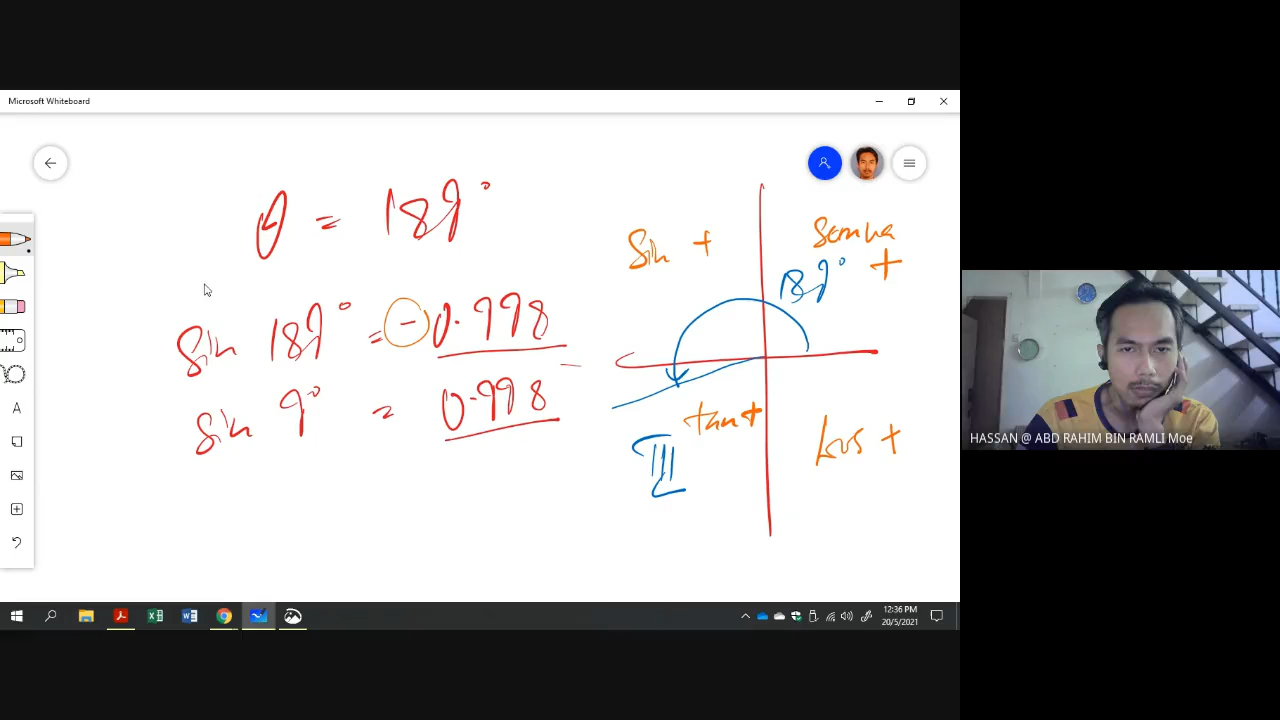 Microsoft Whiteboard
θ = 189°
sin 189° = -0.998
sin 9° = 0.998
sin +
semua
+
189°
tan +
III
kos +
HASSAN @ ABD RAHIM BIN RAMLI Moe
A
12:36 PM
20/5/2021